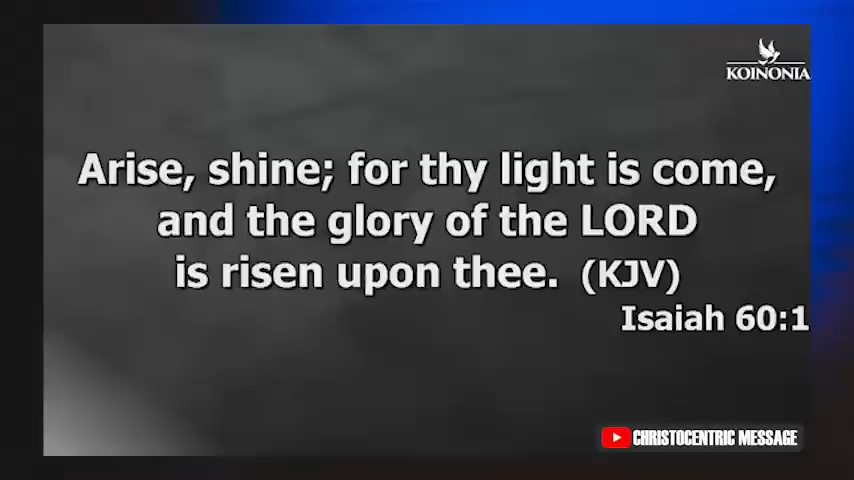 KOINONIA
Arise, shine; for thy light is come,
and the glory of the LORD
is risen upon thee. (KJV)
Isaiah 60:1
CHRISTOCENTRIC MESSAGE